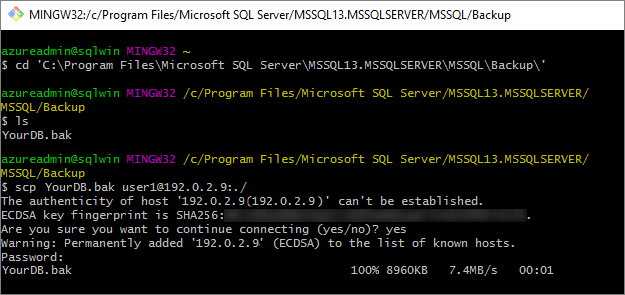 MINGW32:/c/Program Files/Microsoft SQL Server/MSSQL13.MSSQLSERVER/MSSQL/Backup
azureadmin@sqlwin MINGW32 ~
$ cd 'C:\Program Files\Microsoft SQL Server\MSSQL13.MSSQLSERVER\MSSQL\Backup\'
azureadmin@sqlwin MINGW32 /c/Program Files/Microsoft SQL Server/MSSQL13.MSSQLSERVER/
MSSQL/Backup
$ ls
YourDB.bak
azureadmin@sqlwin MINGW32 /c/Program Files/Microsoft SQL Server/MSSQL13.MSSQLSERVER/
MSSQL/Backup
$ scp YourDB.bak user1@192.0.2.9:./
The authenticity of host '192.0.2.9(192.0.2.9)' can't be established.
ECDSA key fingerprint is SHA256: .
Are you sure you want to continue connecting (yes/no)? yes
Warning: Permanently added '192.0.2.9' (ECDSA) to the list of known hosts.
Password:
YourDB.bak 100% 8960KB 7.4MB/s 00:01